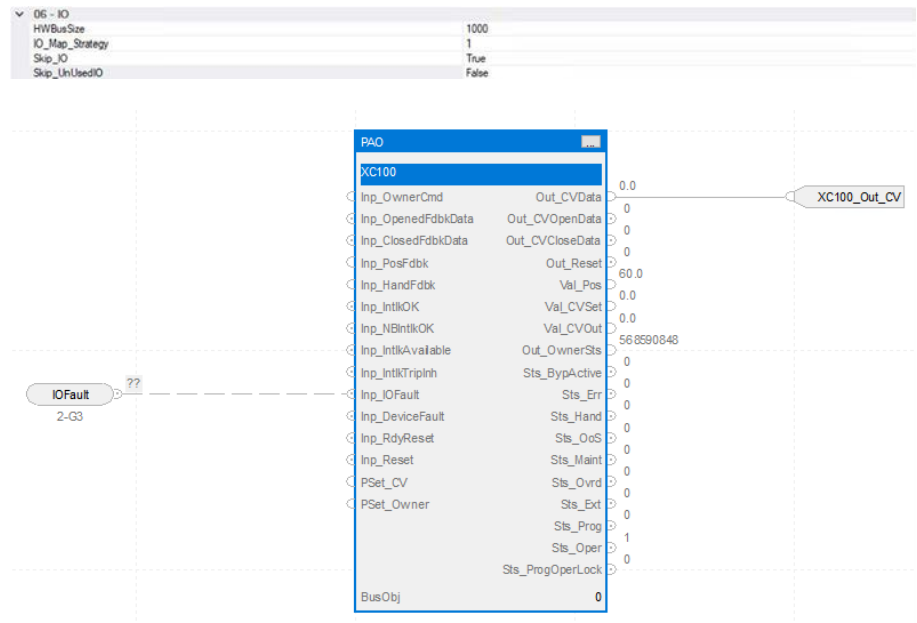 06 - IO
HWBusSize 1000
IO_Map_Strategy 1
Skip_IO True
Skip_UnUsedIO False
PAO ...
XC100
Inp_OwnerCmd Out_CVData 0.0 XC100_Out_CV
Inp_OpenedFdbkData Out_CVOpenData 0
Inp_ClosedFdbkData Out_CVCloseData 0
Inp_PosFdbk Out_Reset 0
Inp_HandFdbk Val_Pos 60.0
Inp_IntlkOK Val_CVSet 0.0
Inp_NBIntlkOK Val_CVOut 0.0
Inp_IntlkAvailable Out_OwnerSts 568590848
Inp_IntlkTripInh Sts_BypActive 0
IOFault ?? Inp_IOFault Sts_Err 0
2-G3 Inp_DeviceFault Sts_Hand 0
Inp_RdyReset Sts_OoS 0
Inp_Reset Sts_Maint 0
PSet_CV Sts_Ovrd 0
PSet_Owner Sts_Ext 0
Sts_Prog 0
Sts_Oper 1
Sts_ProgOperLock 0
BusObj 0